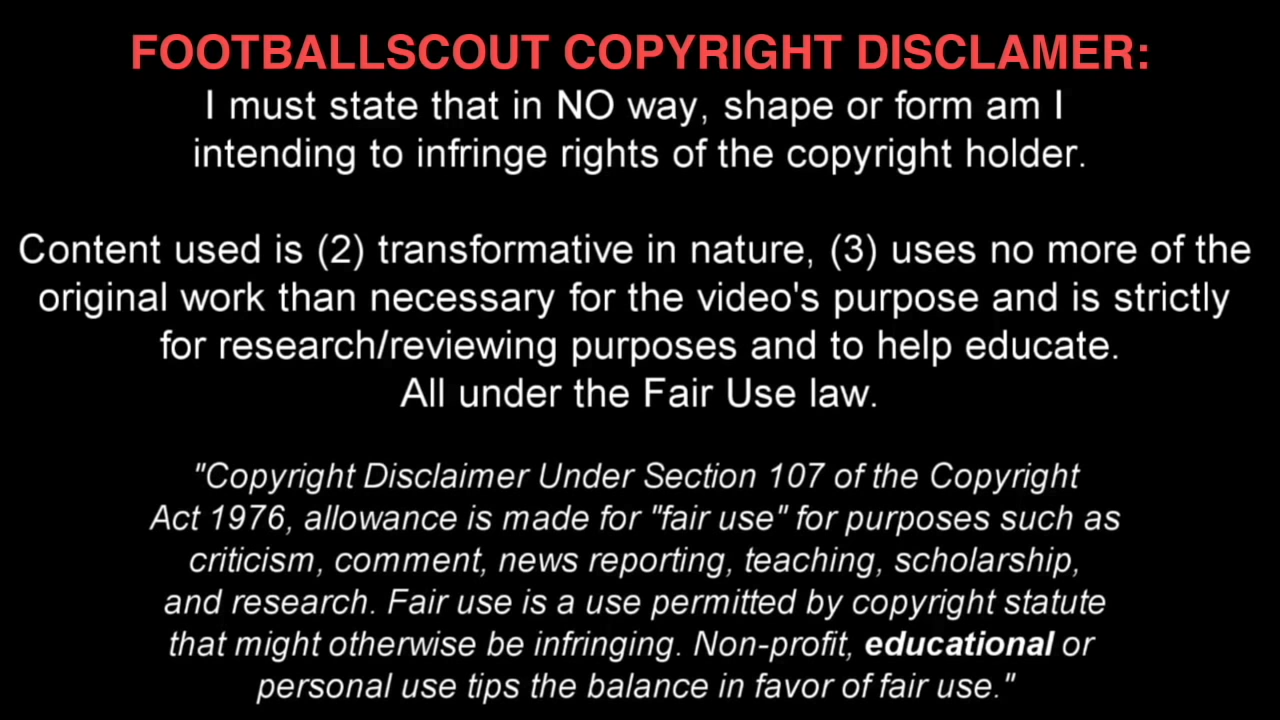 FOOTBALLSCOUT COPYRIGHT DISCLAMER:
I must state that in NO way, shape or form am I
intending to infringe rights of the copyright holder.
Content used is (2) transformative in nature, (3) uses no more of the
original work than necessary for the video's purpose and is strictly
for research/reviewing purposes and to help educate.
All under the Fair Use law.
"Copyright Disclaimer Under Section 107 of the Copyright
Act 1976, allowance is made for "fair use" for purposes such as
criticism, comment, news reporting, teaching, scholarship,
and research. Fair use is a use permitted by copyright statute
that might otherwise be infringing. Non-profit, educational or
personal use tips the balance in favor of fair use."